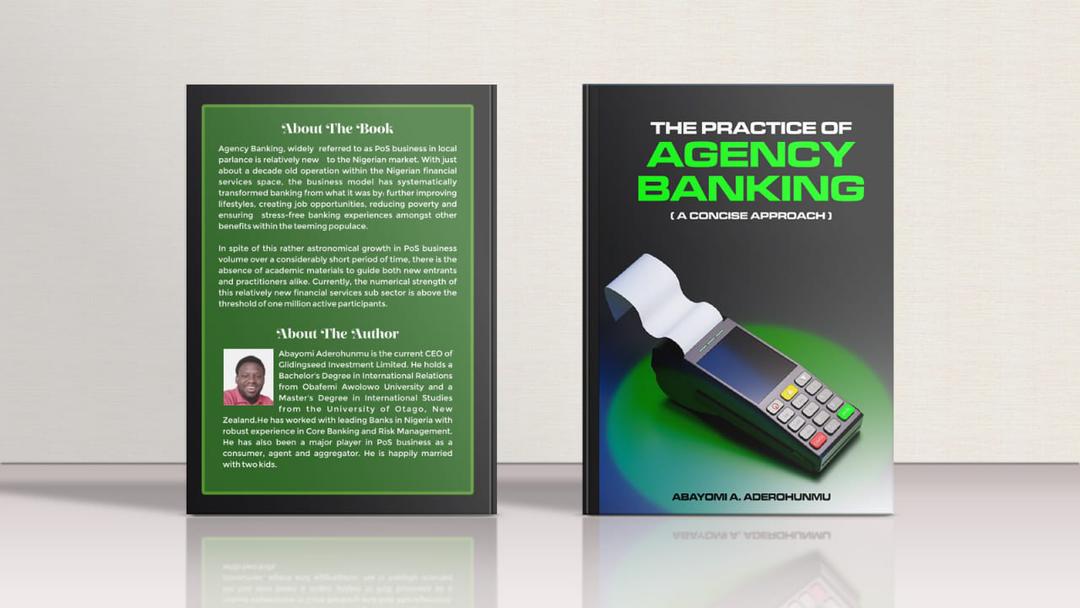 About The Book
Agency Banking, widely referred to as PoS business in local
parlance is relatively new to the Nigerian market. With just
about a decade old operation within the Nigerian financial
services space, the business model has systematically
transformed banking from what it was by: further improving
lifestyles, creating job opportunities, reducing poverty and
ensuring stress-free banking experiences amongst other
benefits within the teeming populace.
In spite of this rather astronomical growth in PoS business
volume over a considerably short period of time, there is the
absence of academic materials to guide both new entrants
and practitioners alike. Currently, the numerical strength of
this relatively new financial services sub sector is above the
threshold of one million active participants.
About The Author
Abayomi Aderohunmu is the current CEO of
Glidingseed Investment Limited. He holds a
Bachelor's Degree in International Relations
from Obafemi Awolowo University and a
Master's Degree in International Studies
from the University of Otago, New
Zealand.He has worked with leading Banks in Nigeria with
robust experience in Core Banking and Risk Management.
He has also been a major player in PoS business as a
consumer, agent and aggregator. He is happily married
with two kids.
THE PRACTICE OF
AGENCY
BANKING
( A CONCISE APPROACH )
ABAYOMI A. ADEROHUNMU